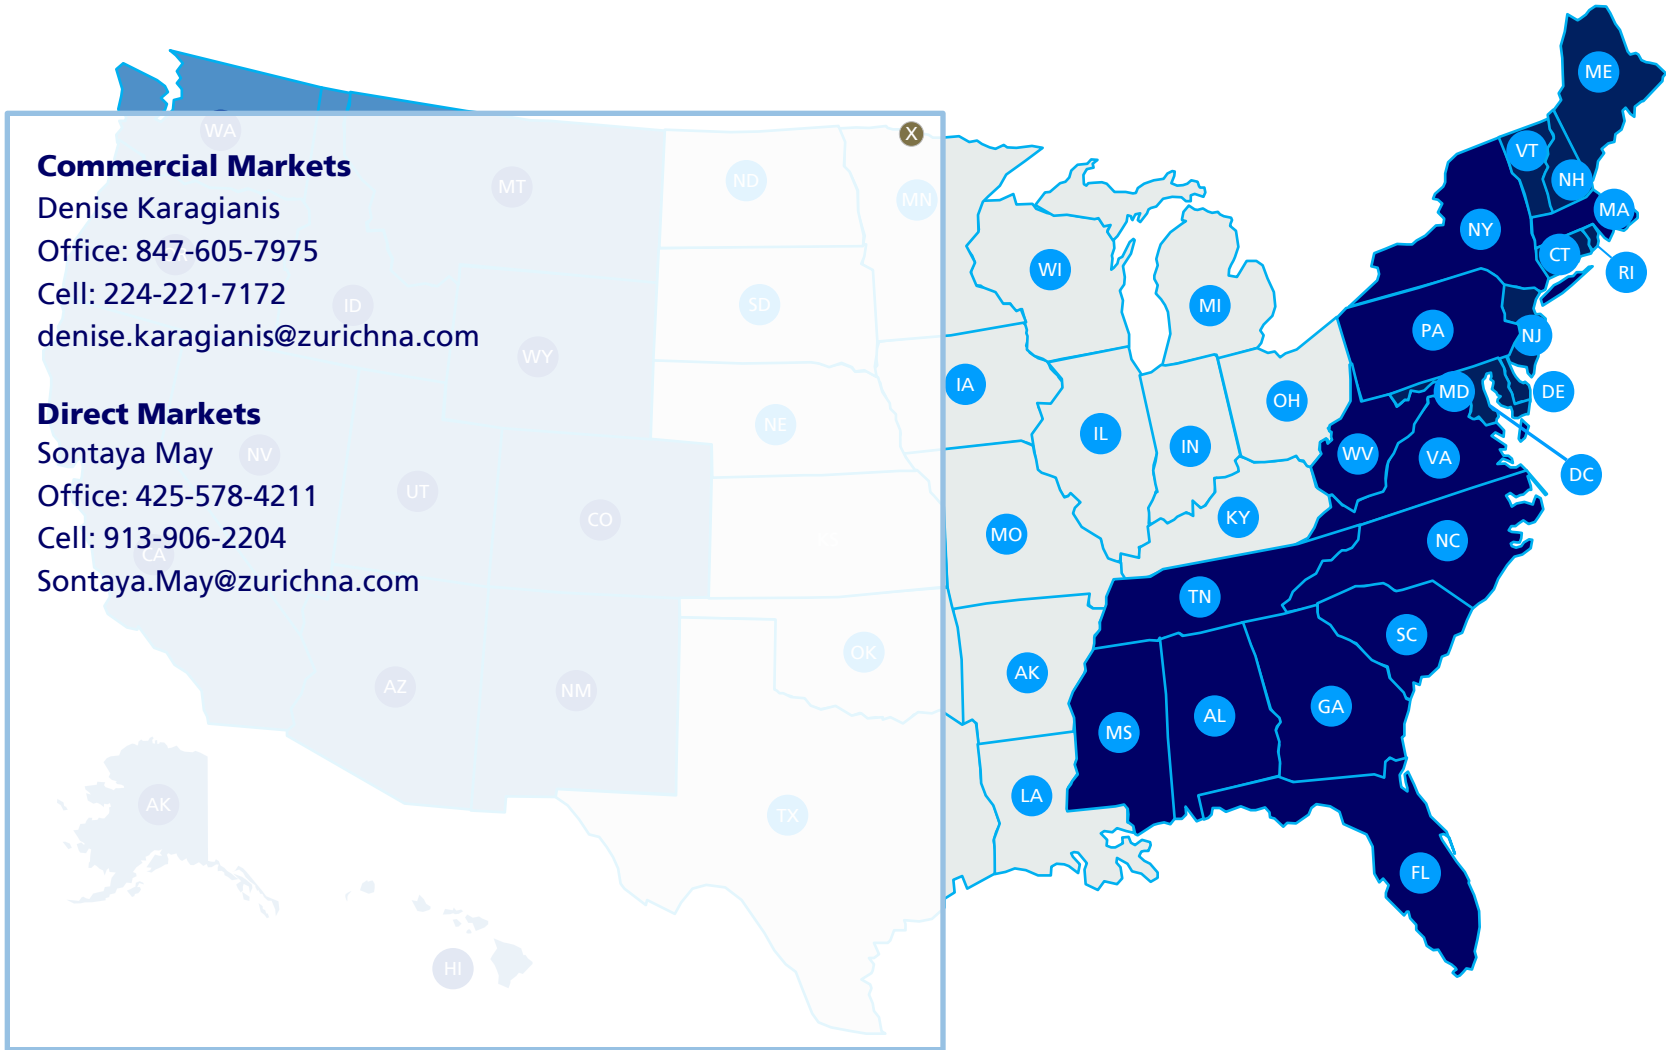 X
Commercial Markets
Denise Karagianis
Office: 847-605-7975
Cell: 224-221-7172
denise.karagianis@zurichna.com
Direct Markets
Sontaya May
Office: 425-578-4211
Cell: 913-906-2204
Sontaya.May@zurichna.com
WA
MT
ND
MN
ID
SD
WY
NE
NV
UT
CO
CA
OK
AZ
NM
TX
AK
HI
ME
VT
NH
MA
NY
CT
RI
WI
MI
PA
NJ
IA
MD
DE
OH
IL
IN
WV
VA
DC
KY
MO
NC
TN
SC
AK
GA
AL
MS
LA
FL